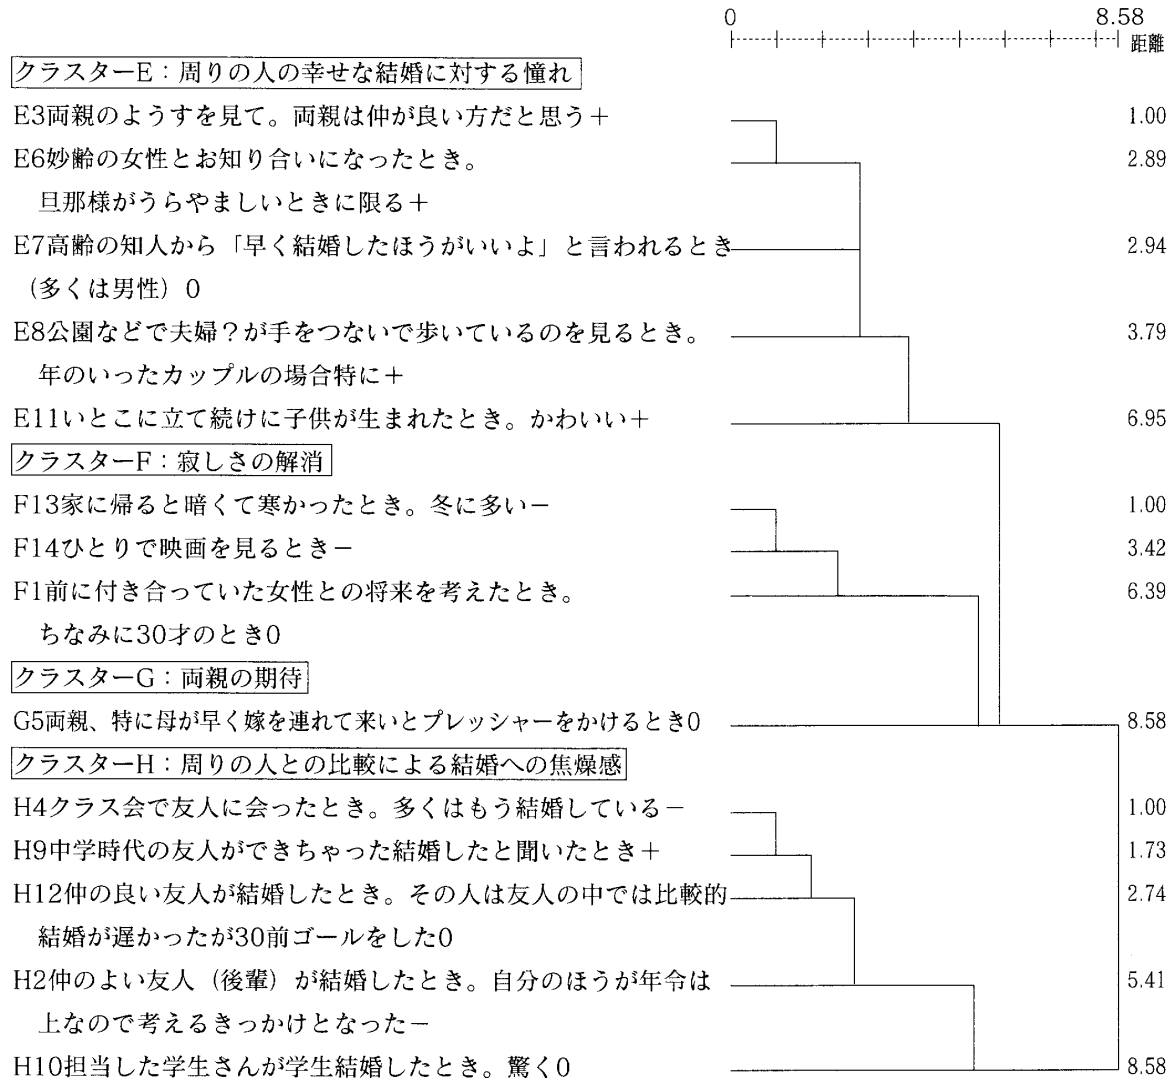 0 8.58
距離
クラスターE：周りの人の幸せな結婚に対する憧れ
E3両親のようすを見て。両親は仲が良い方だと思う＋ 1.00
E6妙齢の女性とお知り合いになったとき。 2.89
旦那様がうらやましいときに限る＋
E7高齢の知人から「早く結婚したほうがいいよ」と言われるとき 2.94
（多くは男性）0
E8公園などで夫婦？が手をつないで歩いているのを見るとき。 3.79
年のいったカップルの場合特に＋
E11いとこに立て続けに子供が生まれたとき。かわいい＋ 6.95
クラスターF：寂しさの解消
F13家に帰ると暗くて寒かったとき。冬に多い－ 1.00
F14ひとりで映画を見るとき－ 3.42
F1前に付き合っていた女性との将来を考えたとき。 6.39
ちなみに30才のとき0
クラスターG：両親の期待
G5両親、特に母が早く嫁を連れて来いとプレッシャーをかけるとき0 8.58
クラスターH：周りの人との比較による結婚への焦燥感
H4クラス会で友人に会ったとき。多くはもう結婚している－ 1.00
H9中学時代の友人ができちゃった結婚したと聞いたとき＋ 1.73
H12仲の良い友人が結婚したとき。その人は友人の中では比較的 2.74
結婚が遅かったが30前ゴールをした0
H2仲のよい友人（後輩）が結婚したとき。自分のほうが年令は 5.41
上なので考えるきっかけとなった－
H10担当した学生さんが学生結婚したとき。驚く0 8.58